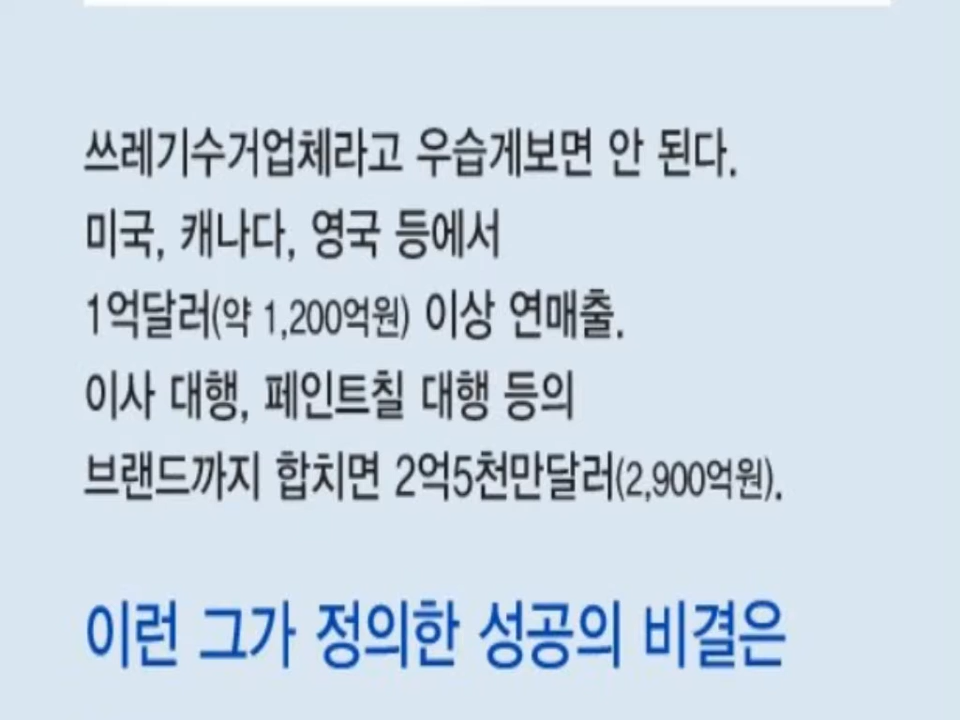 쓰레기수거업체라고 우습게보면 안 된다.
미국, 캐나다, 영국 등에서
1억달러(약 1,200억원) 이상 연매출.
이사 대행, 페인트칠 대행 등의
브랜드까지 합치면 2억5천만달러(2,900억원).
이런 그가 정의한 성공의 비결은